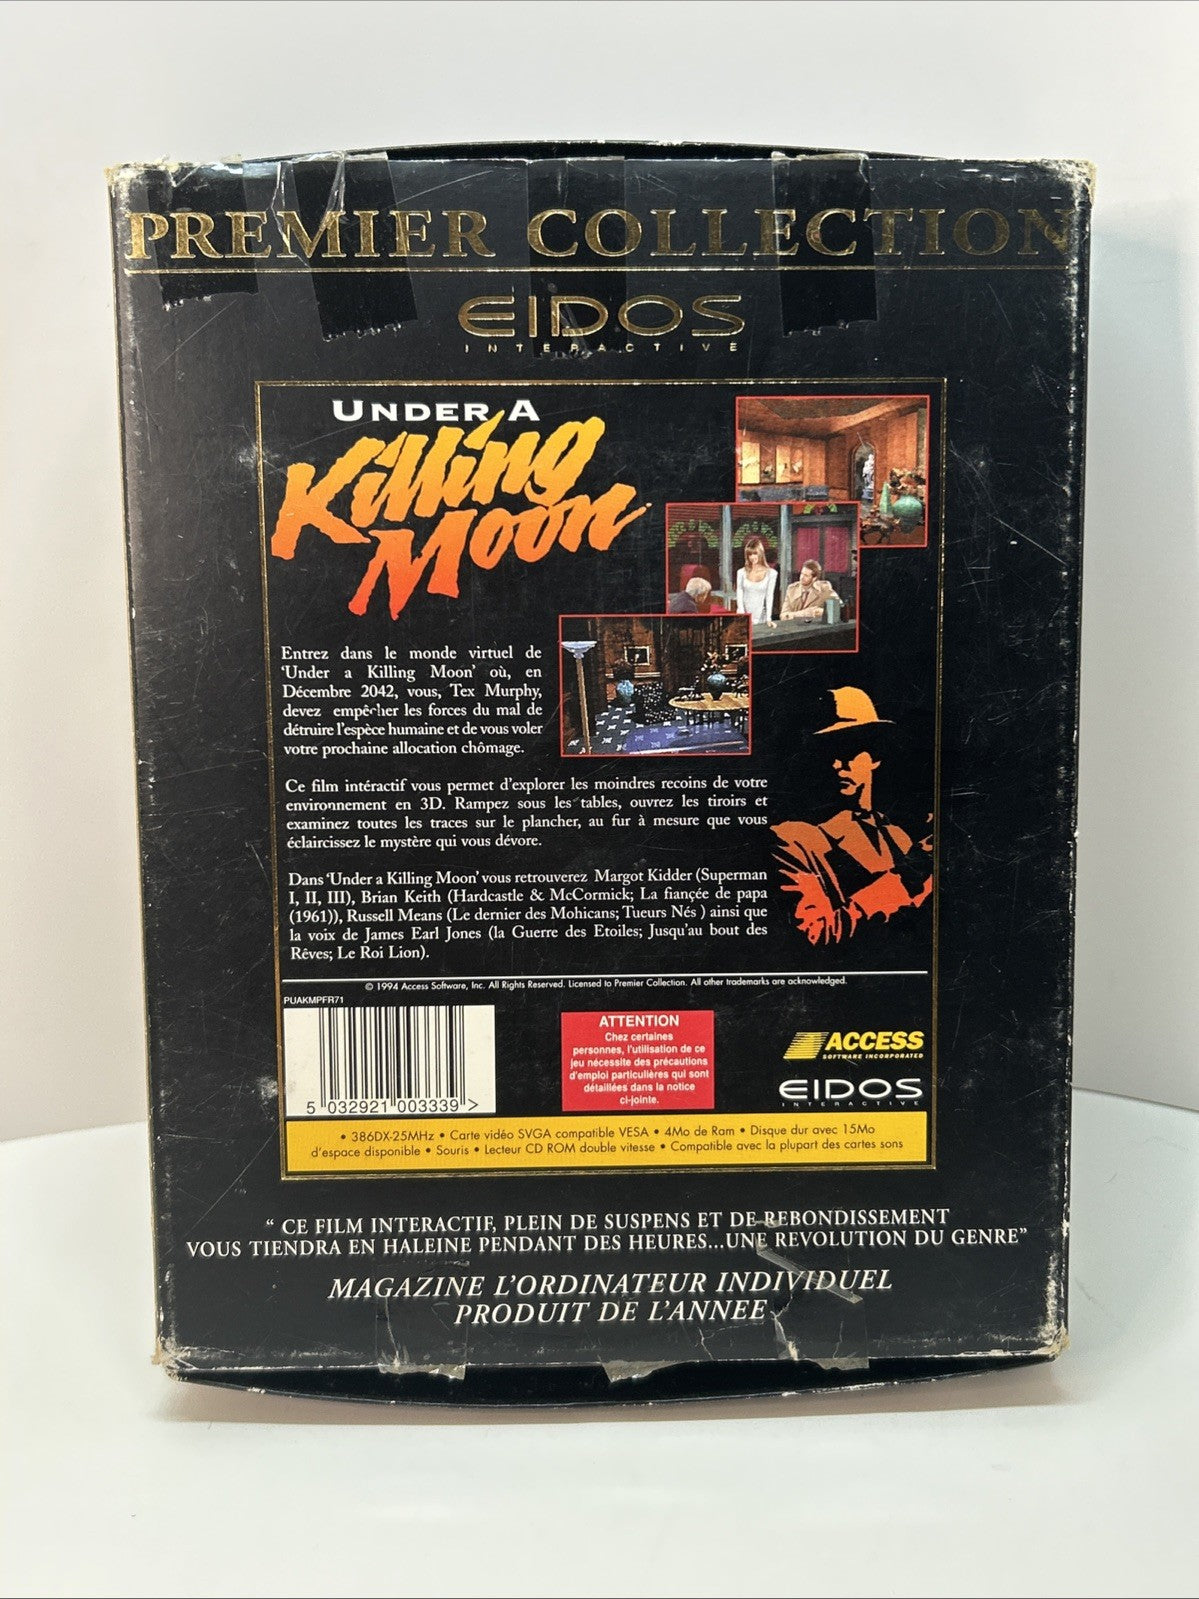 PREMIER COLLECTION
EIDOS
INTERACTIVE
UNDER A
Killing
Moon
Entrez dans le monde virtuel de
'Under a Killing Moon' où, en
Décembre 2042, vous, Tex Murphy,
devez empêcher les forces du mal de
détruire l'espèce humaine et de vous voler
votre prochaine allocation chômage.
Ce film intéractif vous permet d'explorer les moindres recoins de votre
environnement en 3D. Rampez sous les tables, ouvrez les tiroirs et
examinez toutes les traces sur le plancher, au fur à mesure que vous
éclaircissez le mystère qui vous dévore.
Dans 'Under a Killing Moon' vous retrouverez Margot Kidder (Superman
I, II, III), Brian Keith (Hardcastle & McCormick; La fiançée de papa
(1961)), Russell Means (Le dernier des Mohicans; Tueurs Nés ) ainsi que
la voix de James Earl Jones (la Guerre des Etoiles; Jusqu'au bout des
Rêves; Le Roi Lion).
© 1994 Access Software, Inc. All Rights Reserved. Licensed to Premier Collection. All other trademarks are acknowledged.
PUAKMPFR71
5 032921 003339 >
ATTENTION
Chez certaines
personnes, l'utilisation de ce
jeu nécessite des précautions
d'emploi particulières qui sont
détaillées dans la notice
ci-jointe.
ACCESS
SOFTWARE INCORPORATED
EIDOS
INTERACTIVE
• 386DX-25MHz • Carte vidéo SVGA compatible VESA • 4Mo de Ram • Disque dur avec 15Mo
d'espace disponible • Souris • Lecteur CD ROM double vitesse • Compatible avec la plupart des cartes sons
" CE FILM INTERACTIF, PLEIN DE SUSPENS ET DE REBONDISSEMENT
VOUS TIENDRA EN HALEINE PENDANT DES HEURES...UNE REVOLUTION DU GENRE"
MAGAZINE L'ORDINATEUR INDIVIDUEL
PRODUIT DE L'ANNEE